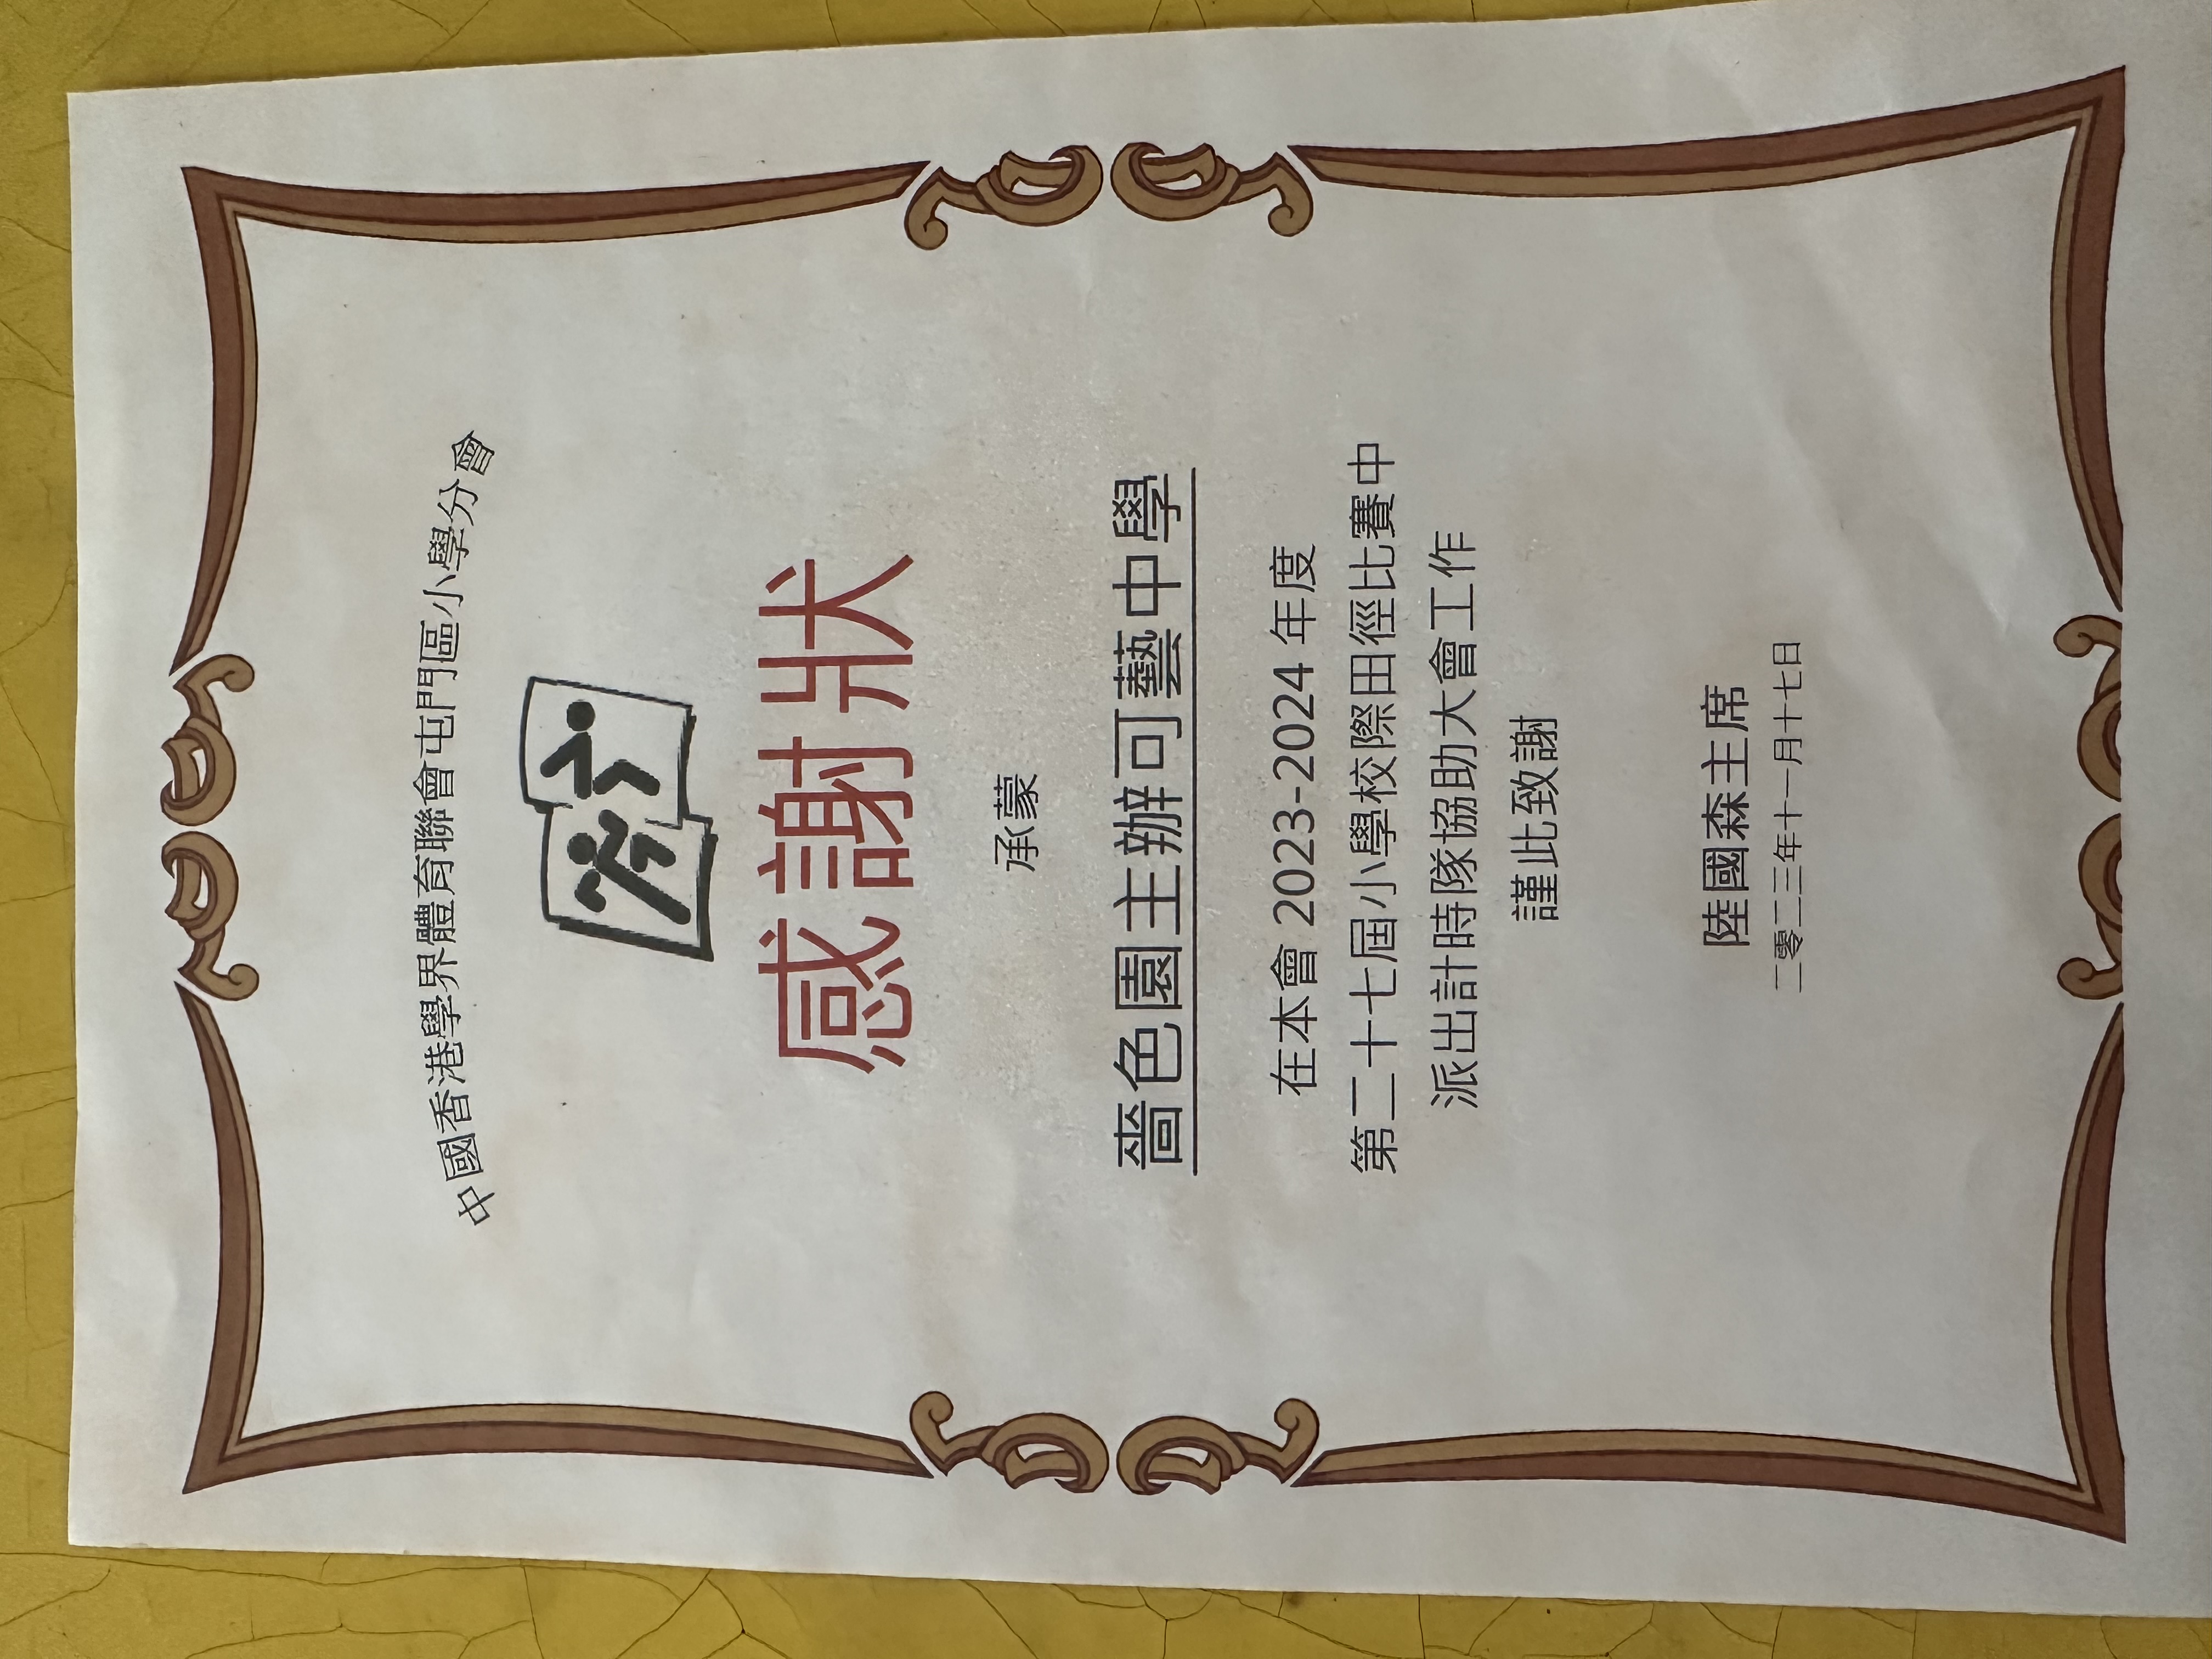 中國香港學界體育聯會屯門區小學分會
感謝狀
承蒙
嗇色園主辦可藝中學
在本會 2023-2024 年度
第二十七屆小學校際田徑比賽中
派出計時隊協助大會工作
謹此致謝
陸國森主席
二零二三年十一月十七日